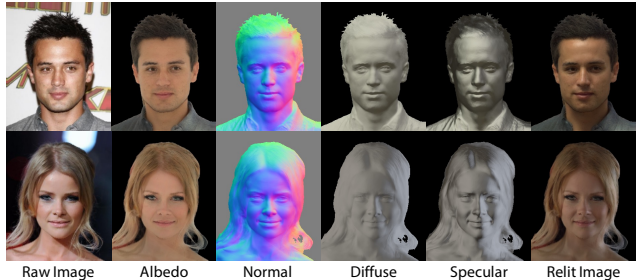 Raw Image
Albedo
Normal
Diffuse
Specular
Relit Image